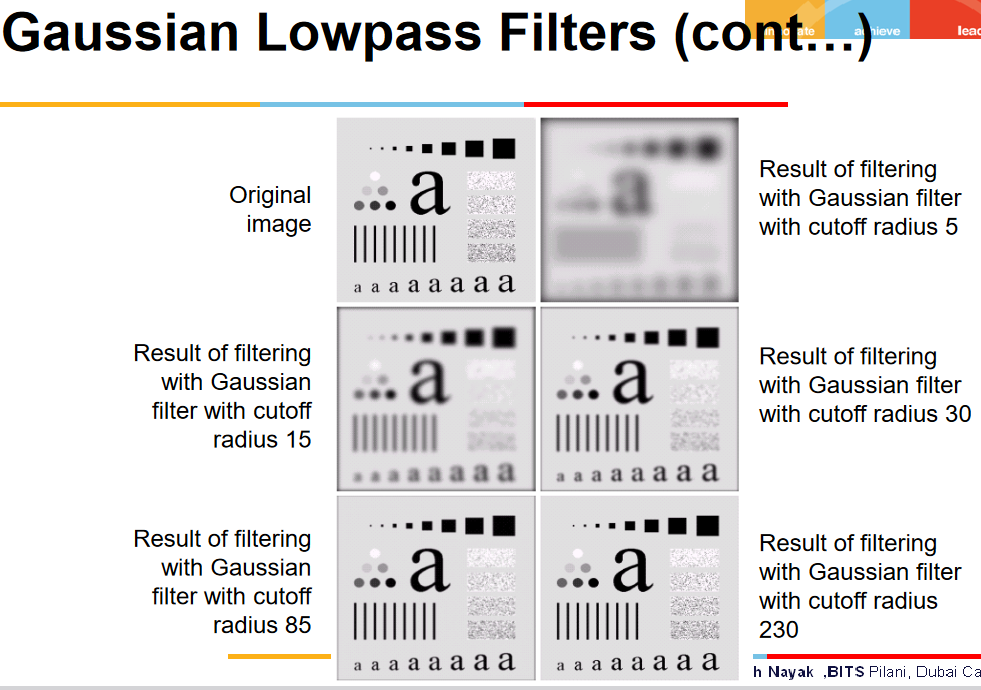 Gaussian Lowpass Filters (cont…)
innovate achieve lead
Original
image
a
a a a a a a a a
Result of filtering
with Gaussian filter
with cutoff radius 5
a
Result of filtering
with Gaussian
filter with cutoff
radius 15
a
a a a a a a a a
Result of filtering
with Gaussian filter
with cutoff radius 30
a
a a a a a a a a
Result of filtering
with Gaussian
filter with cutoff
radius 85
a
a a a a a a a a
Result of filtering
with Gaussian filter
with cutoff radius
230
a
a a a a a a a a
h Nayak ,BITS Pilani, Dubai Ca